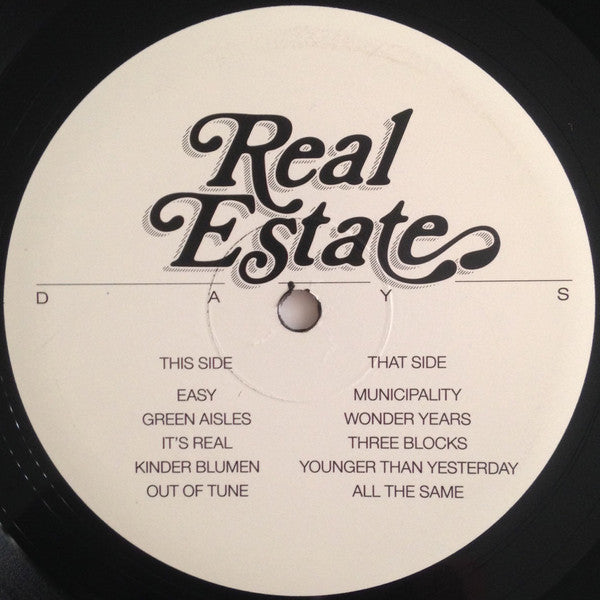 Real
Estate
D A Y S
THIS SIDE
EASY
GREEN AISLES
IT'S REAL
KINDER BLUMEN
OUT OF TUNE
THAT SIDE
MUNICIPALITY
WONDER YEARS
THREE BLOCKS
YOUNGER THAN YESTERDAY
ALL THE SAME